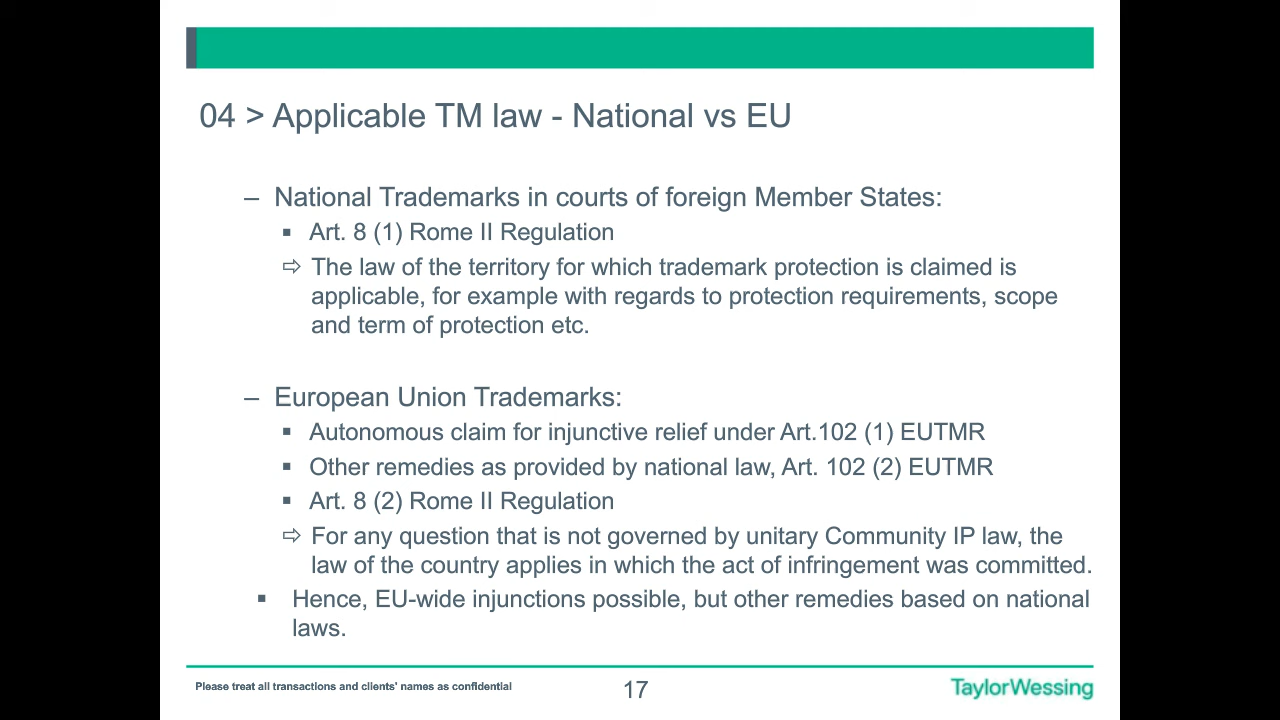 04 > Applicable TM law - National vs EU
– National Trademarks in courts of foreign Member States:
▪ Art. 8 (1) Rome II Regulation
⇨ The law of the territory for which trademark protection is claimed is
applicable, for example with regards to protection requirements, scope
and term of protection etc.
– European Union Trademarks:
▪ Autonomous claim for injunctive relief under Art.102 (1) EUTMR
▪ Other remedies as provided by national law, Art. 102 (2) EUTMR
▪ Art. 8 (2) Rome II Regulation
⇨ For any question that is not governed by unitary Community IP law, the
law of the country applies in which the act of infringement was committed.
▪ Hence, EU-wide injunctions possible, but other remedies based on national
laws.
Please treat all transactions and clients' names as confidential
17
TaylorWessing